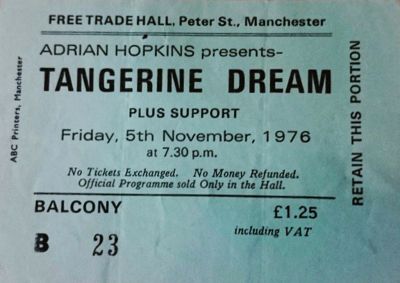 FREE TRADE HALL, Peter St., Manchester
ADRIAN HOPKINS presents-
TANGERINE DREAM
PLUS SUPPORT
Friday, 5th November, 1976
at 7.30 p.m.
No Tickets Exchanged. No Money Refunded.
Official Programme sold Only in the Hall.
BALCONY
£1.25
B 23
including VAT
ABC Printers, Manchester
RETAIN THIS PORTION